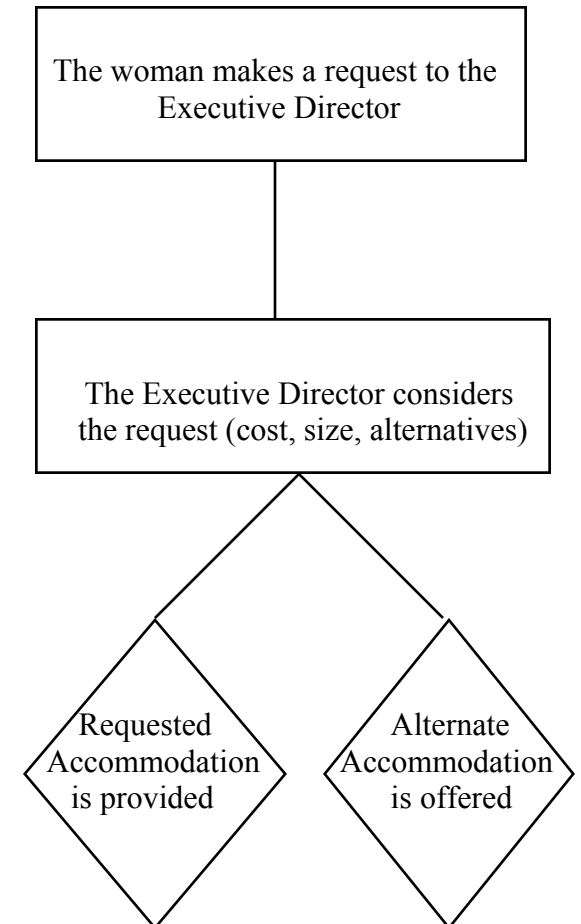 The woman makes a request to the
Executive Director
The Executive Director considers
the request (cost, size, alternatives)
Requested
Accommodation
is provided
Alternate
Accommodation
is offered